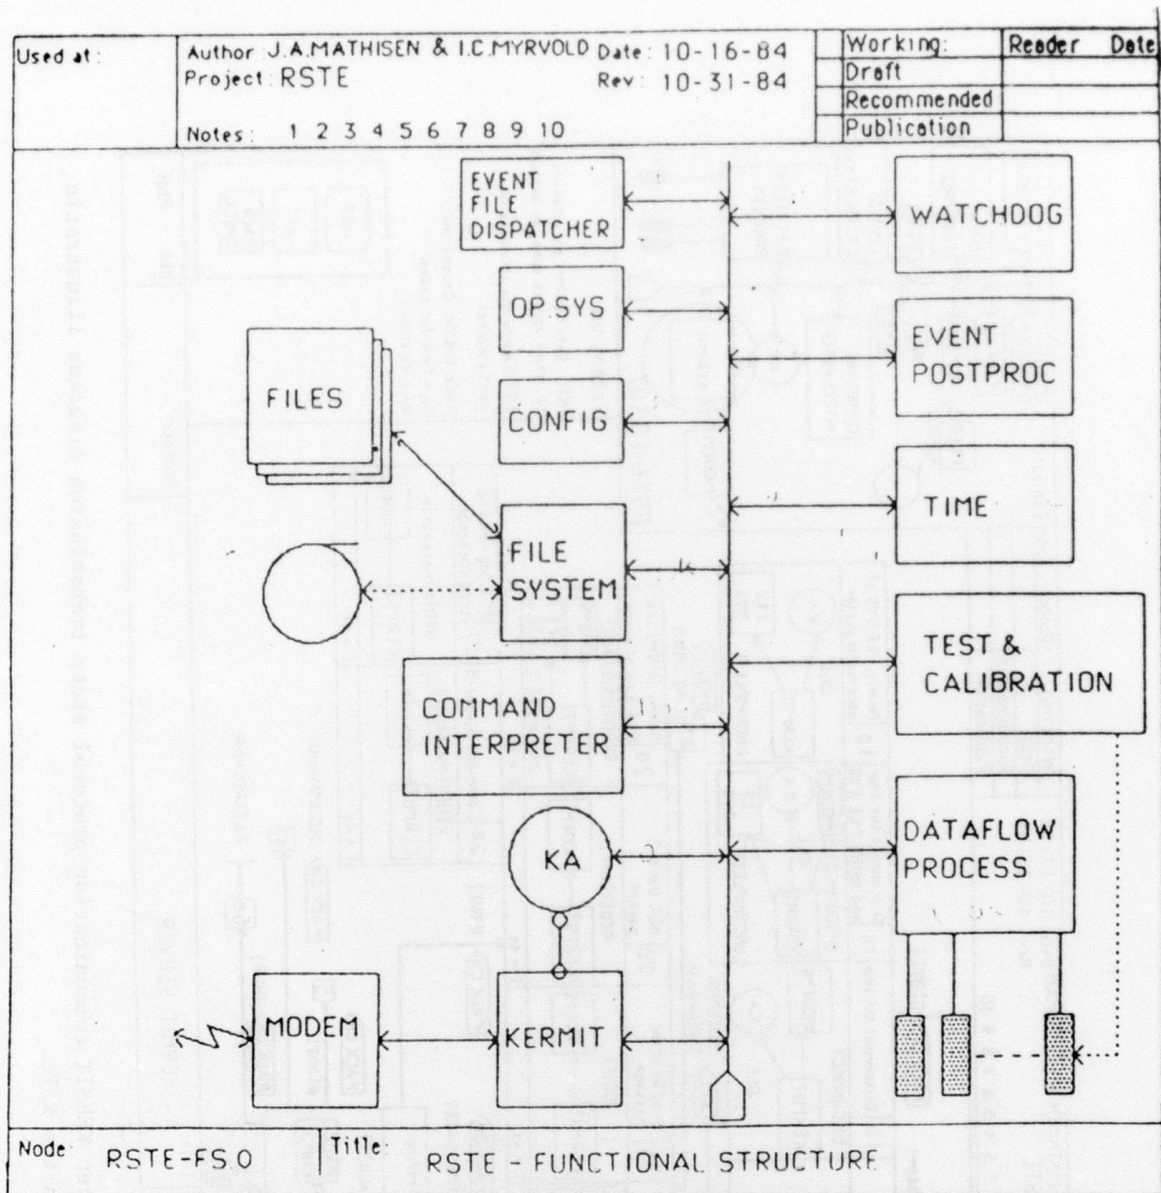 Used at:
Author: J.A.MATHISEN & I.C.MYRVOLD Date: 10-16-84
Project: RSTE Rev: 10-31-84
Notes: 1 2 3 4 5 6 7 8 9 10
Working: Reader Date
Draft
Recommended
Publication
EVENT
FILE
DISPATCHER
WATCHDOG
OP.SYS
EVENT
POSTPROC
FILES
CONFIG
TIME
FILE
SYSTEM
TEST &
CALIBRATION
COMMAND
INTERPRETER
KA
DATAFLOW
PROCESS
MODEM
KERMIT
Node: RSTE-FS.0
Title: RSTE - FUNCTIONAL STRUCTURE